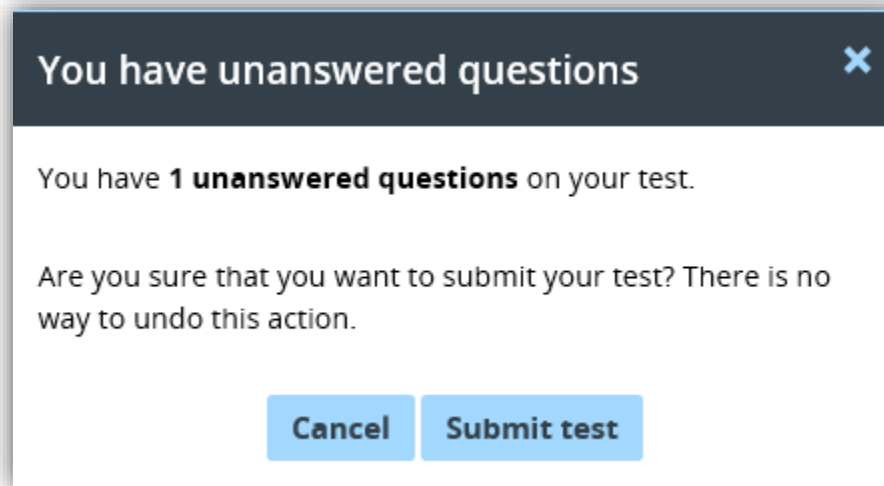 You have unanswered questions
You have 1 unanswered questions on your test.
Are you sure that you want to submit your test? There is no
way to undo this action.
Cancel Submit test